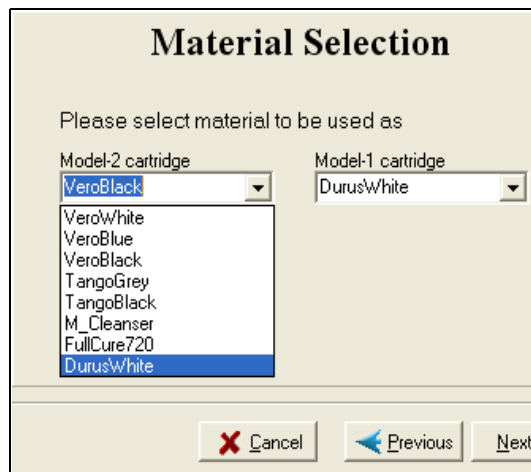 Material Selection
Please select material to be used as
Model-2 cartridge Model-1 cartridge
VeroBlack DurusWhite
VeroWhite
VeroBlue
VeroBlack
TangoGrey
TangoBlack
M_Cleanser
FullCure720
DurusWhite
Cancel Previous Next